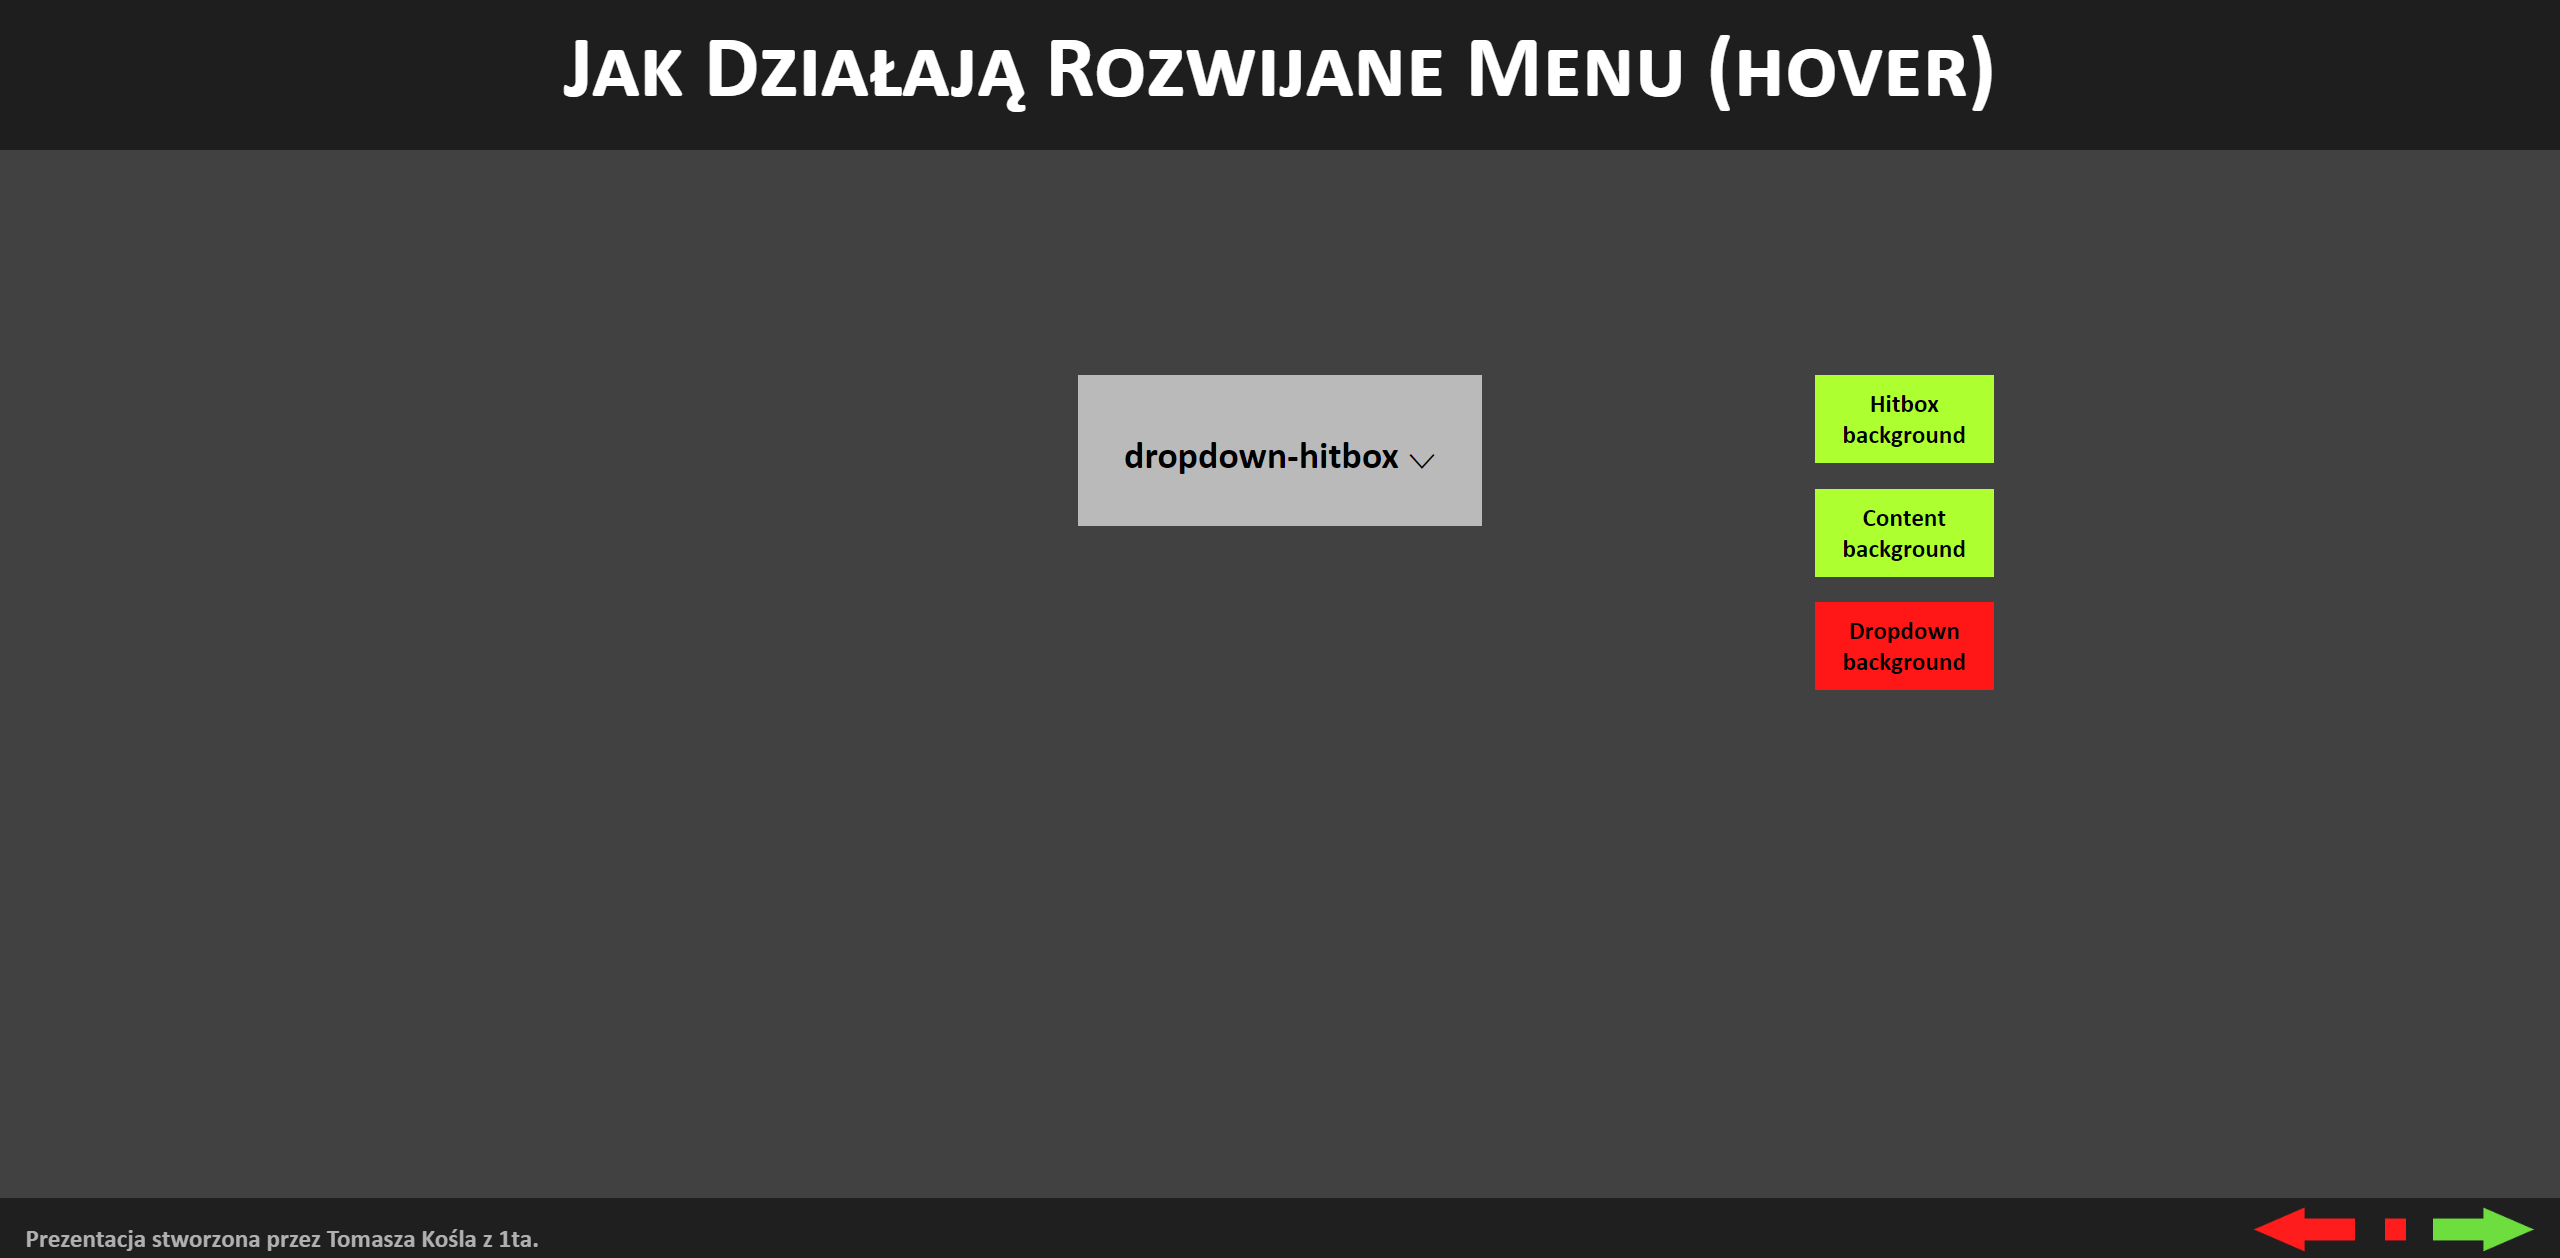 Jak Działają Rozwijane Menu (hover)
dropdown-hitbox
Hitbox
background
Content
background
Dropdown
background
Prezentacja stworzona przez Tomasza Kośla z 1ta.